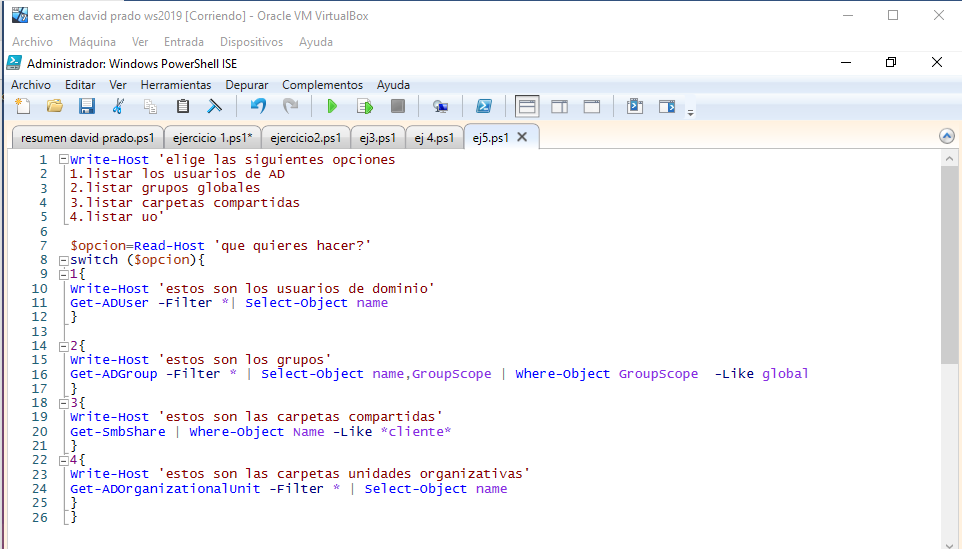 examen david prado ws2019 [Corriendo] - Oracle VM VirtualBox
Archivo Máquina Ver Entrada Dispositivos Ayuda
Administrador: Windows PowerShell ISE
Archivo Editar Ver Herramientas Depurar Complementos Ayuda
resumen david prado.ps1 ejercicio 1.ps1* ejercicio2.ps1 ej3.ps1 ej 4.ps1 ej5.ps1
1 Write-Host 'elige las siguientes opciones
2 1.listar los usuarios de AD
3 2.listar grupos globales
4 3.listar carpetas compartidas
5 4.listar uo'
6
7 $opcion=Read-Host 'que quieres hacer?'
8 switch ($opcion){
9 1{
10 Write-Host 'estos son los usuarios de dominio'
11 Get-ADUser -Filter *| Select-Object name
12 }
13
14 2{
15 Write-Host 'estos son los grupos'
16 Get-ADGroup -Filter * | Select-Object name,GroupScope | Where-Object GroupScope  -Like global
17 }
18 3{
19 Write-Host 'estos son las carpetas compartidas'
20 Get-SmbShare | Where-Object Name -Like *cliente*
21 }
22 4{
23 Write-Host 'estos son las carpetas unidades organizativas'
24 Get-ADOrganizationalUnit -Filter * | Select-Object name
25 }
26 }